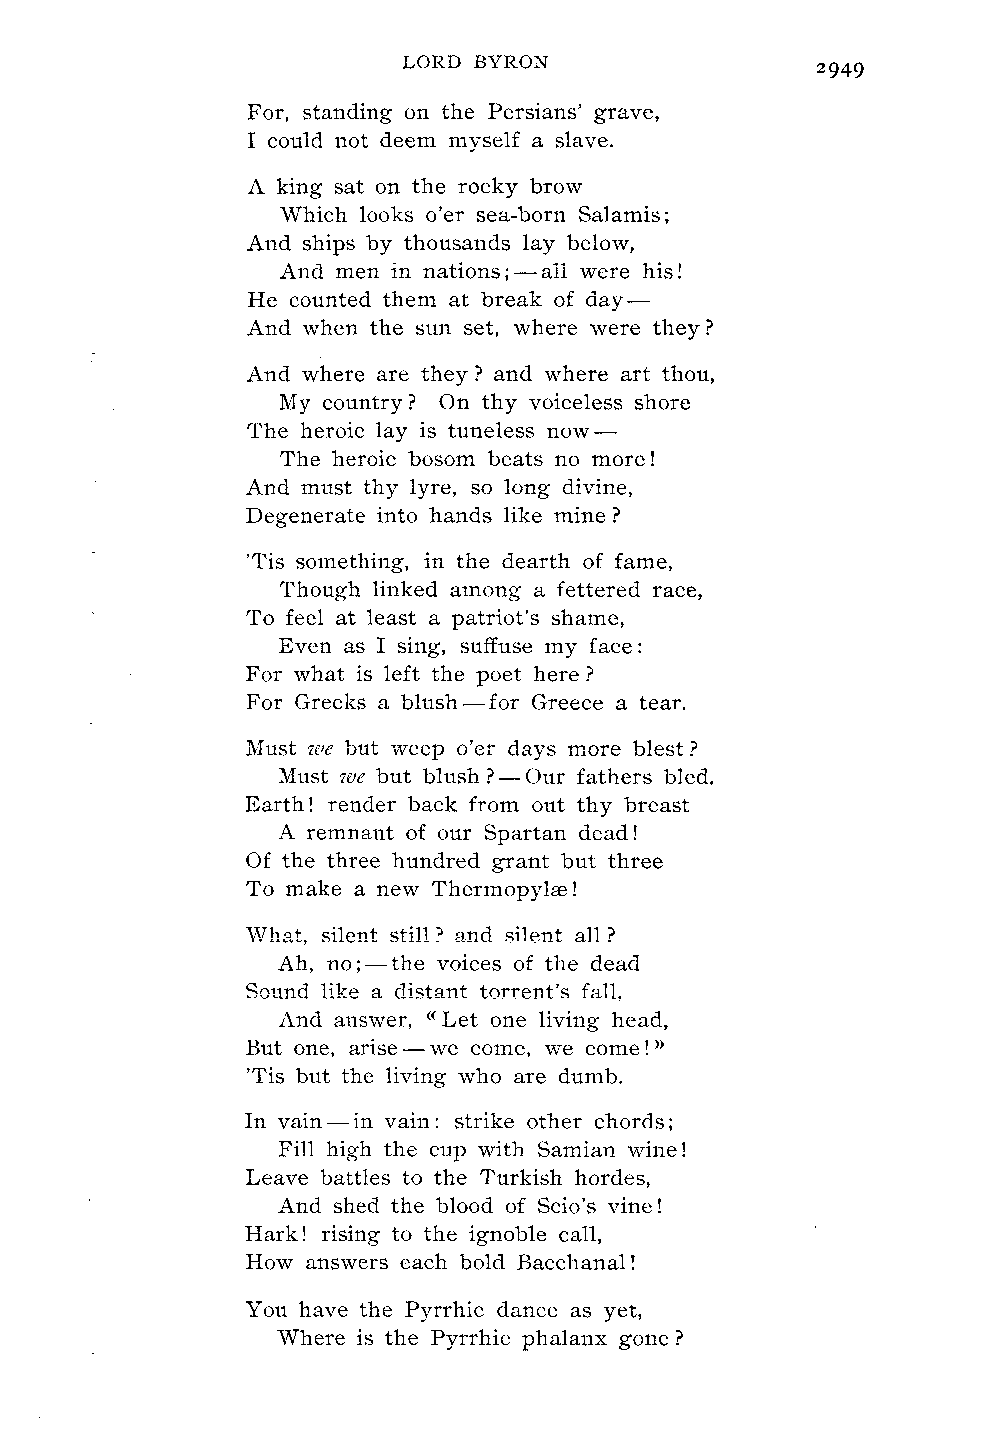 LORD BYRON
2949
For, standing on the Persians' grave,
I could not deem myself a slave.
A king sat on the rocky brow
Which looks o'er sea-born Salamis;
And ships by thousands lay below,
And men in nations;—all were his!
He counted them at break of day—
And when the sun set, where were they?
And where are they? and where art thou,
My country? On thy voiceless shore
The heroic lay is tuneless now—
The heroic bosom beats no more!
And must thy lyre, so long divine,
Degenerate into hands like mine?
'Tis something, in the dearth of fame,
Though linked among a fettered race,
To feel at least a patriot's shame,
Even as I sing, suffuse my face:
For what is left the poet here?
For Greeks a blush—for Greece a tear.
Must we but weep o'er days more blest?
Must we but blush?—Our fathers bled.
Earth! render back from out thy breast
A remnant of our Spartan dead!
Of the three hundred grant but three
To make a new Thermopylæ!
What, silent still? and silent all?
Ah, no;—the voices of the dead
Sound like a distant torrent's fall,
And answer, "Let one living head,
But one, arise—we come, we come!"
'Tis but the living who are dumb.
In vain—in vain: strike other chords;
Fill high the cup with Samian wine!
Leave battles to the Turkish hordes,
And shed the blood of Scio's vine!
Hark! rising to the ignoble call,
How answers each bold Bacchanal!
You have the Pyrrhic dance as yet,
Where is the Pyrrhic phalanx gone?